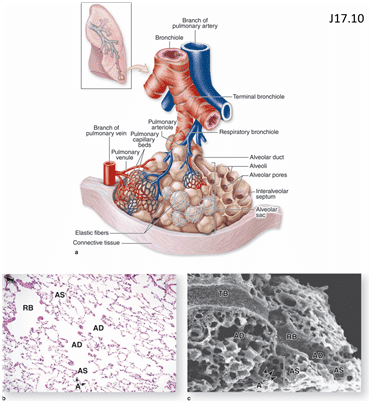 J17.10
Branch of
pulmonary artery
Bronchiole
Terminal bronchiole
Pulmonary
arteriole
Respiratory bronchiole
Pulmonary
capillary
beds
Branch of
pulmonary vein
Pulmonary
venule
Alveolar duct
Alveoli
Alveolar pores
Interalveolar
septum
Alveolar
sac
Elastic fibers
Connective tissue
a
RB
AS
AD
AD
AS
A
b
TB
AD
RB
AD
A
A
AS
AS
c